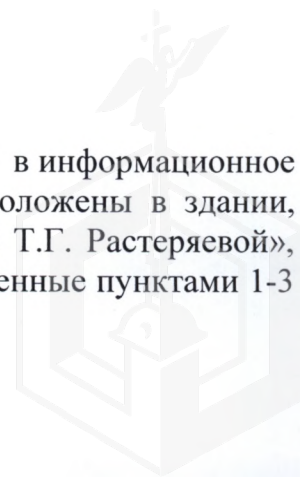 в информационное
оложены в здании,
Т.Г. Растеряевой»,
енные пунктами 1-3